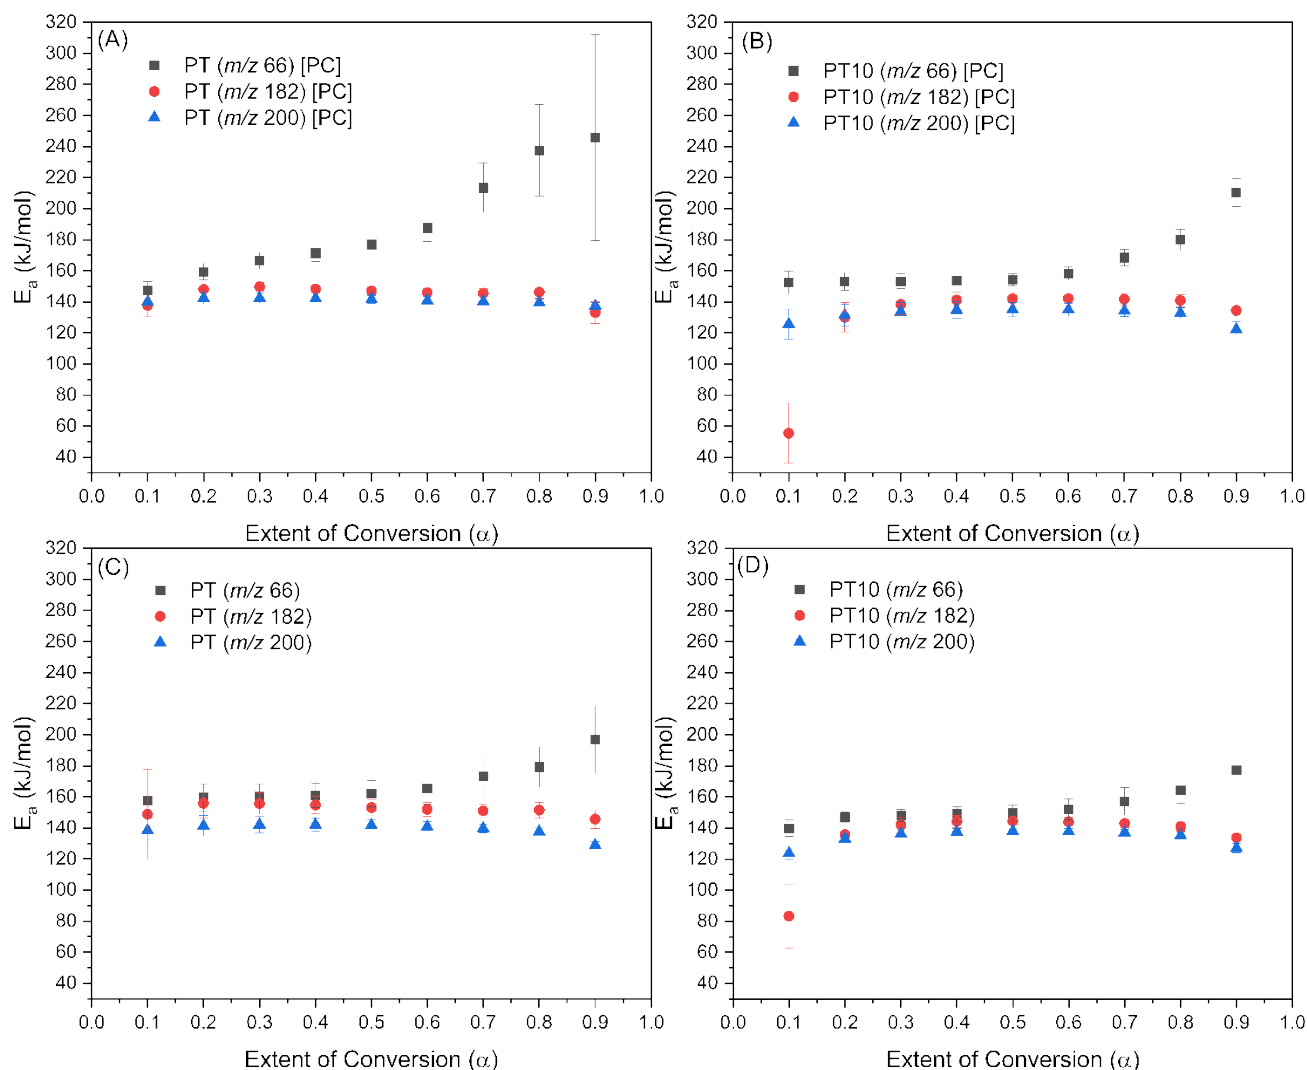 (A)
PT (m/z 66) [PC]
PT (m/z 182) [PC]
PT (m/z 200) [PC]
320
300
280
260
240
220
200
180
160
140
120
100
80
60
40
Ea (kJ/mol)
0.0 0.1 0.2 0.3 0.4 0.5 0.6 0.7 0.8 0.9 1.0
Extent of Conversion (α)
(B)
PT10 (m/z 66) [PC]
PT10 (m/z 182) [PC]
PT10 (m/z 200) [PC]
320
300
280
260
240
220
200
180
160
140
120
100
80
60
40
Ea (kJ/mol)
0.0 0.1 0.2 0.3 0.4 0.5 0.6 0.7 0.8 0.9 1.0
Extent of Conversion (α)
(C)
PT (m/z 66)
PT (m/z 182)
PT (m/z 200)
320
300
280
260
240
220
200
180
160
140
120
100
80
60
40
Ea (kJ/mol)
0.0 0.1 0.2 0.3 0.4 0.5 0.6 0.7 0.8 0.9 1.0
Extent of Conversion (α)
(D)
PT10 (m/z 66)
PT10 (m/z 182)
PT10 (m/z 200)
320
300
280
260
240
220
200
180
160
140
120
100
80
60
40
Ea (kJ/mol)
0.0 0.1 0.2 0.3 0.4 0.5 0.6 0.7 0.8 0.9 1.0
Extent of Conversion (α)